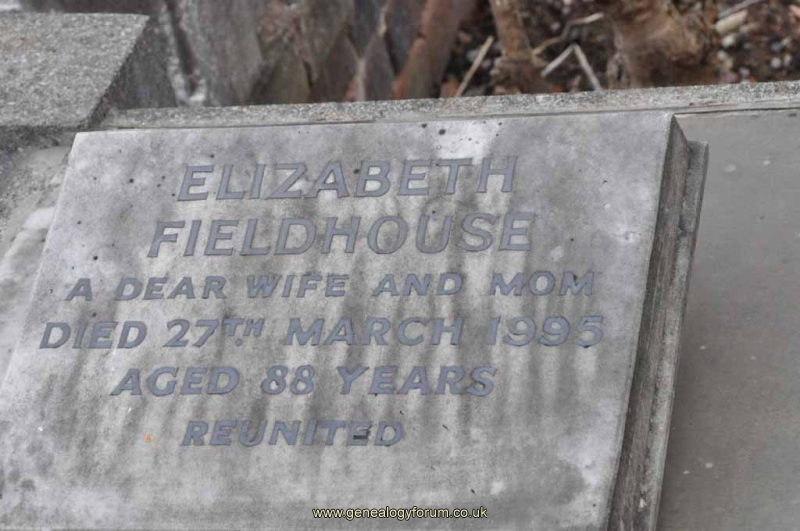 ELIZABETH
FIELDHOUSE
A DEAR WIFE AND MOM
DIED 27TH MARCH 1995
AGED 88 YEARS
REUNITED
www.genealogyforum.co.uk